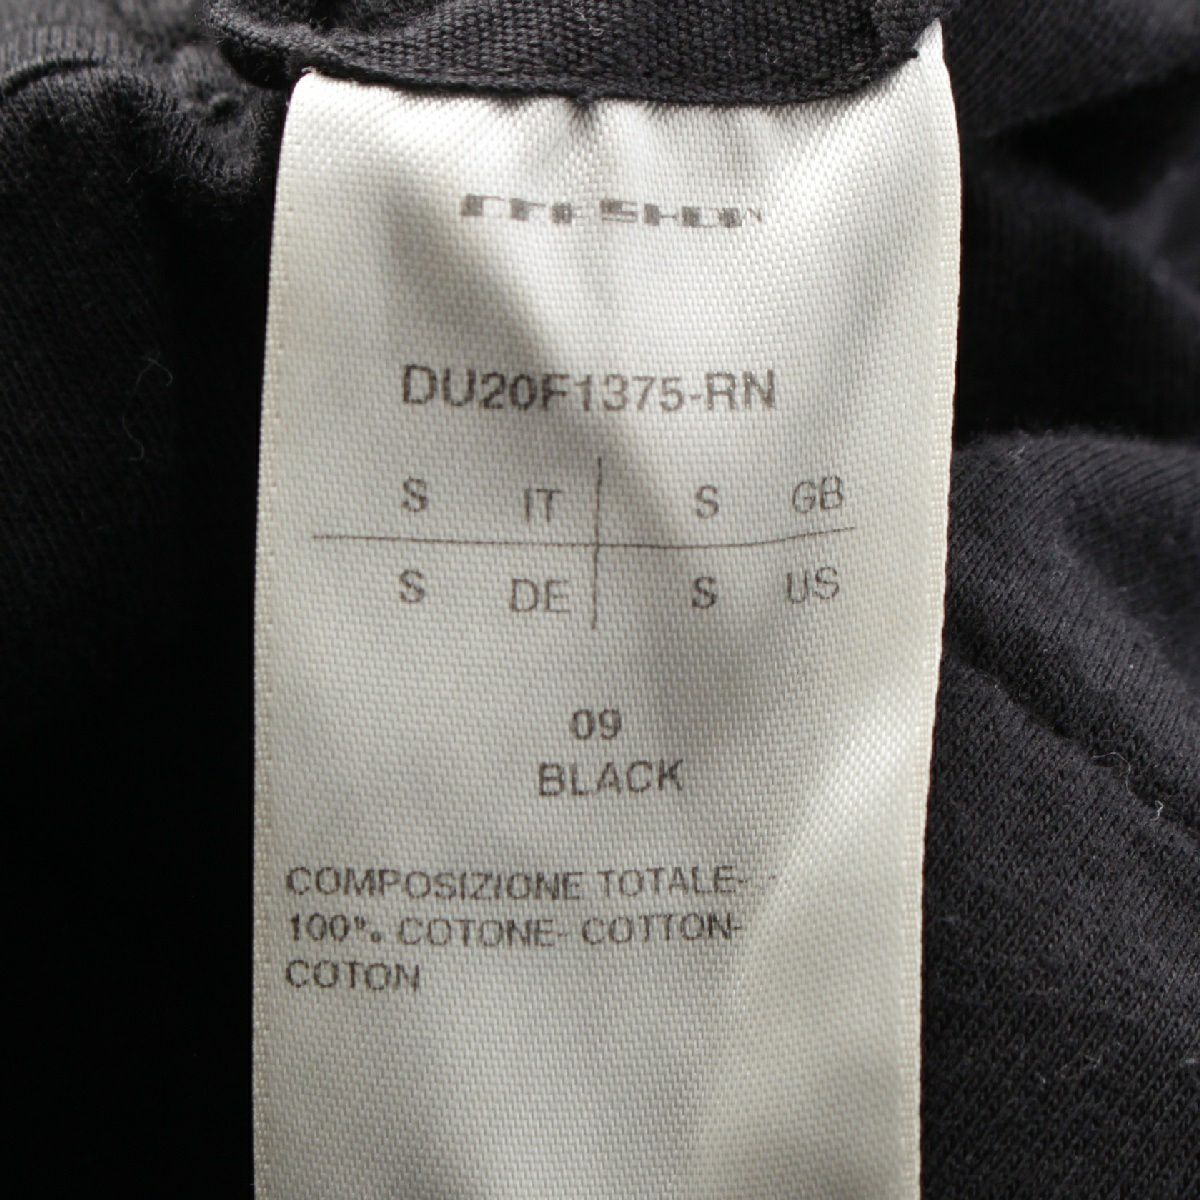 DU20F1375-RN
S IT S GB
S DE S US
09
BLACK
COMPOSIZIONE TOTALE- -
100% COTONE- COTTON-
COTON